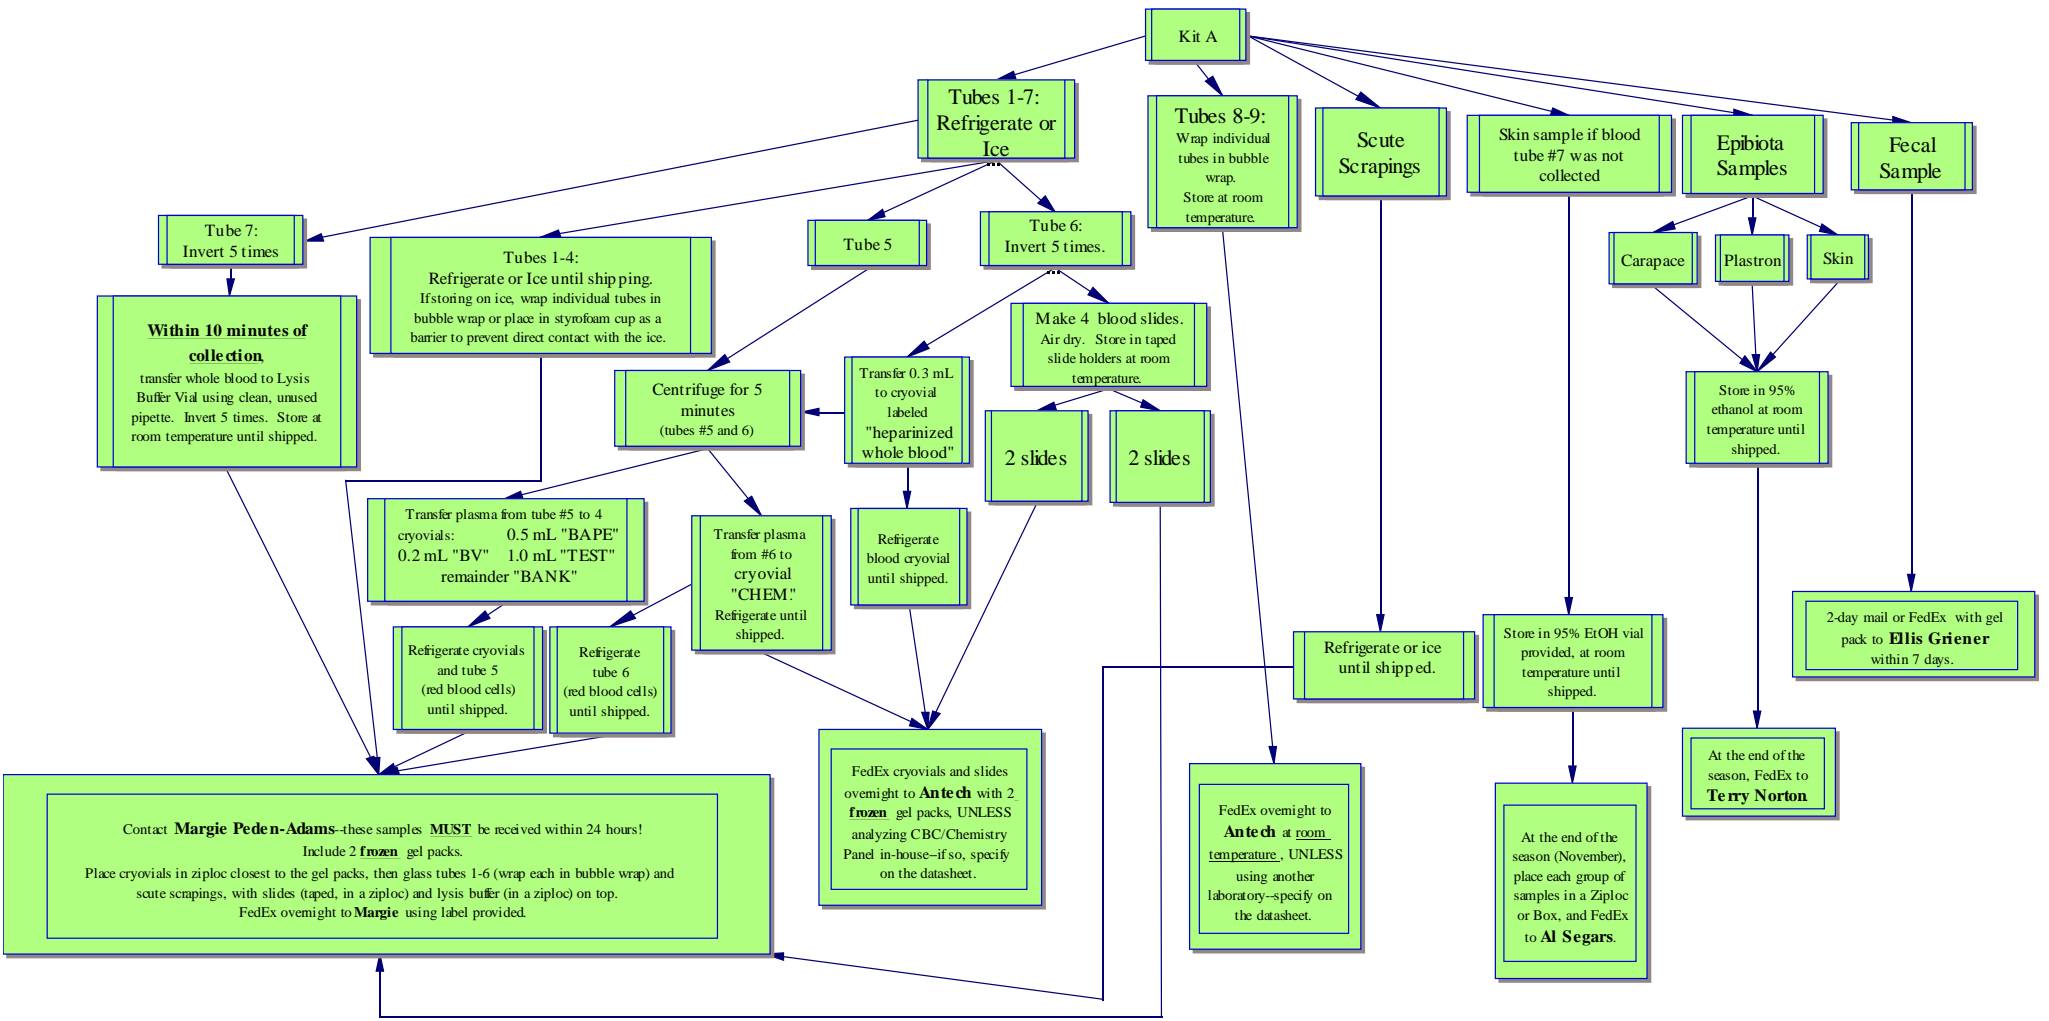 Kit A
Tubes 1-7:
Refrigerate or
Ice
Tubes 8-9:
Wrap individual
tubes in bubble
wrap.
Store at room
temperature.
Scute
Scrapings
Skin sample if blood
tube #7 was not
collected
Epibiota
Samples
Fecal
Sample
Tube 7:
Invert 5 times
Tubes 1-4:
Refrigerate or Ice until shipping.
If storing on ice, wrap individual tubes in
bubble wrap or place in styrofoam cup as a
barrier to prevent direct contact with the ice.
Tube 5
Tube 6:
Invert 5 times.
Carapace
Plastron
Skin
Within 10 minutes of
collection,
transfer whole blood to Lysis
Buffer Vial using clean, unused
pipette. Invert 5 times. Store at
room temperature until shipped.
Centrifuge for 5
minutes
(tubes #5 and 6)
Transfer 0.3 mL
to cryovial
labeled
"heparinized
whole blood"
Make 4 blood slides.
Air dry. Store in taped
slide holders at room
temperature.
2 slides
2 slides
Store in 95%
ethanol at room
temperature until
shipped.
Transfer plasma from tube #5 to 4
cryovials: 0.5 mL "BAPE"
0.2 mL "BV" 1.0 mL "TEST"
remainder "BANK"
Transfer plasma
from #6 to
cryovial
"CHEM."
Refrigerate until
shipped.
Refrigerate
blood cryovial
until shipped.
Refrigerate cryovials
and tube 5
(red blood cells)
until shipped.
Refrigerate
tube 6
(red blood cells)
until shipped.
Refrigerate or ice
until shipped.
Store in 95% EtOH vial
provided, at room
temperature until
shipped.
2-day mail or FedEx with gel
pack to Ellis Griener
within 7 days.
Contact Margie Peden-Adams--these samples MUST be received within 24 hours!
Include 2 frozen gel packs.
Place cryovials in ziploc closest to the gel packs, then glass tubes 1-6 (wrap each in bubble wrap) and
scute scrapings, with slides (taped, in a ziploc) and lysis buffer (in a ziploc) on top.
FedEx overnight to Margie using label provided.
FedEx cryovials and slides
overnight to Antech with 2
frozen gel packs, UNLESS
analyzing CBC/Chemistry
Panel in-house--if so, specify
on the datasheet.
FedEx overnight to
Antech at room
temperature, UNLESS
using another
laboratory--specify on
the datasheet.
At the end of the
season (November),
place each group of
samples in a Ziploc
or Box, and FedEx
to Al Segars.
At the end of the
season, FedEx to
Terry Norton